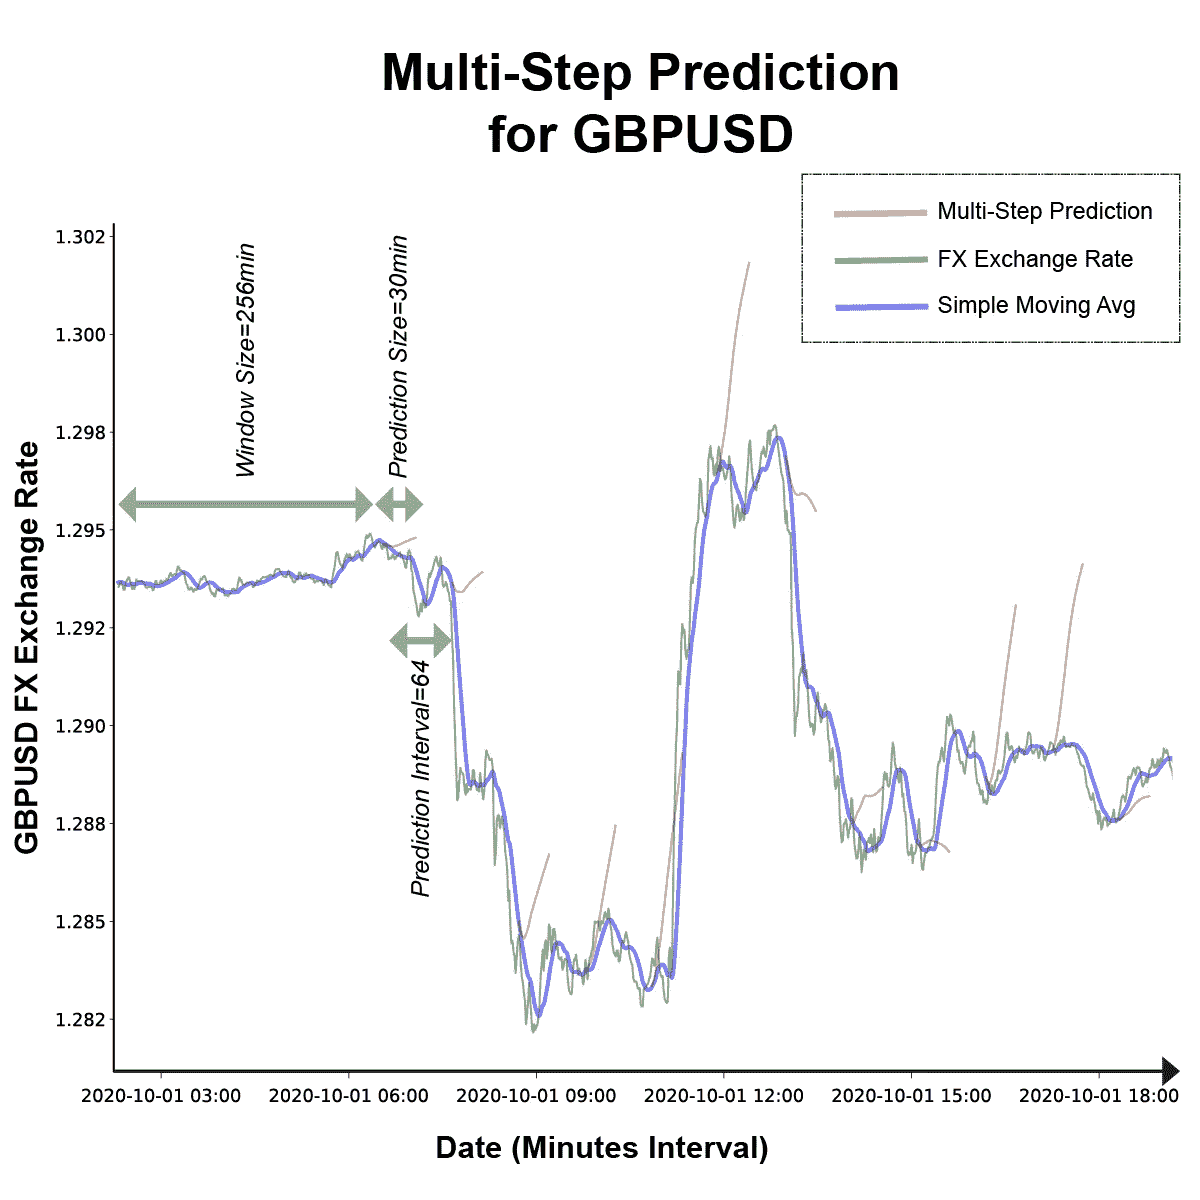 Multi-Step Prediction
for GBPUSD
Multi-Step Prediction
FX Exchange Rate
Simple Moving Avg
1.302
1.300
1.298
1.295
1.292
1.290
1.288
1.285
1.282
GBPUSD FX Exchange Rate
Window Size=256min
Prediction Size=30min
Prediction Interval=64
2020-10-01 03:00
2020-10-01 06:00
2020-10-01 09:00
2020-10-01 12:00
2020-10-01 15:00
2020-10-01 18:00
Date (Minutes Interval)